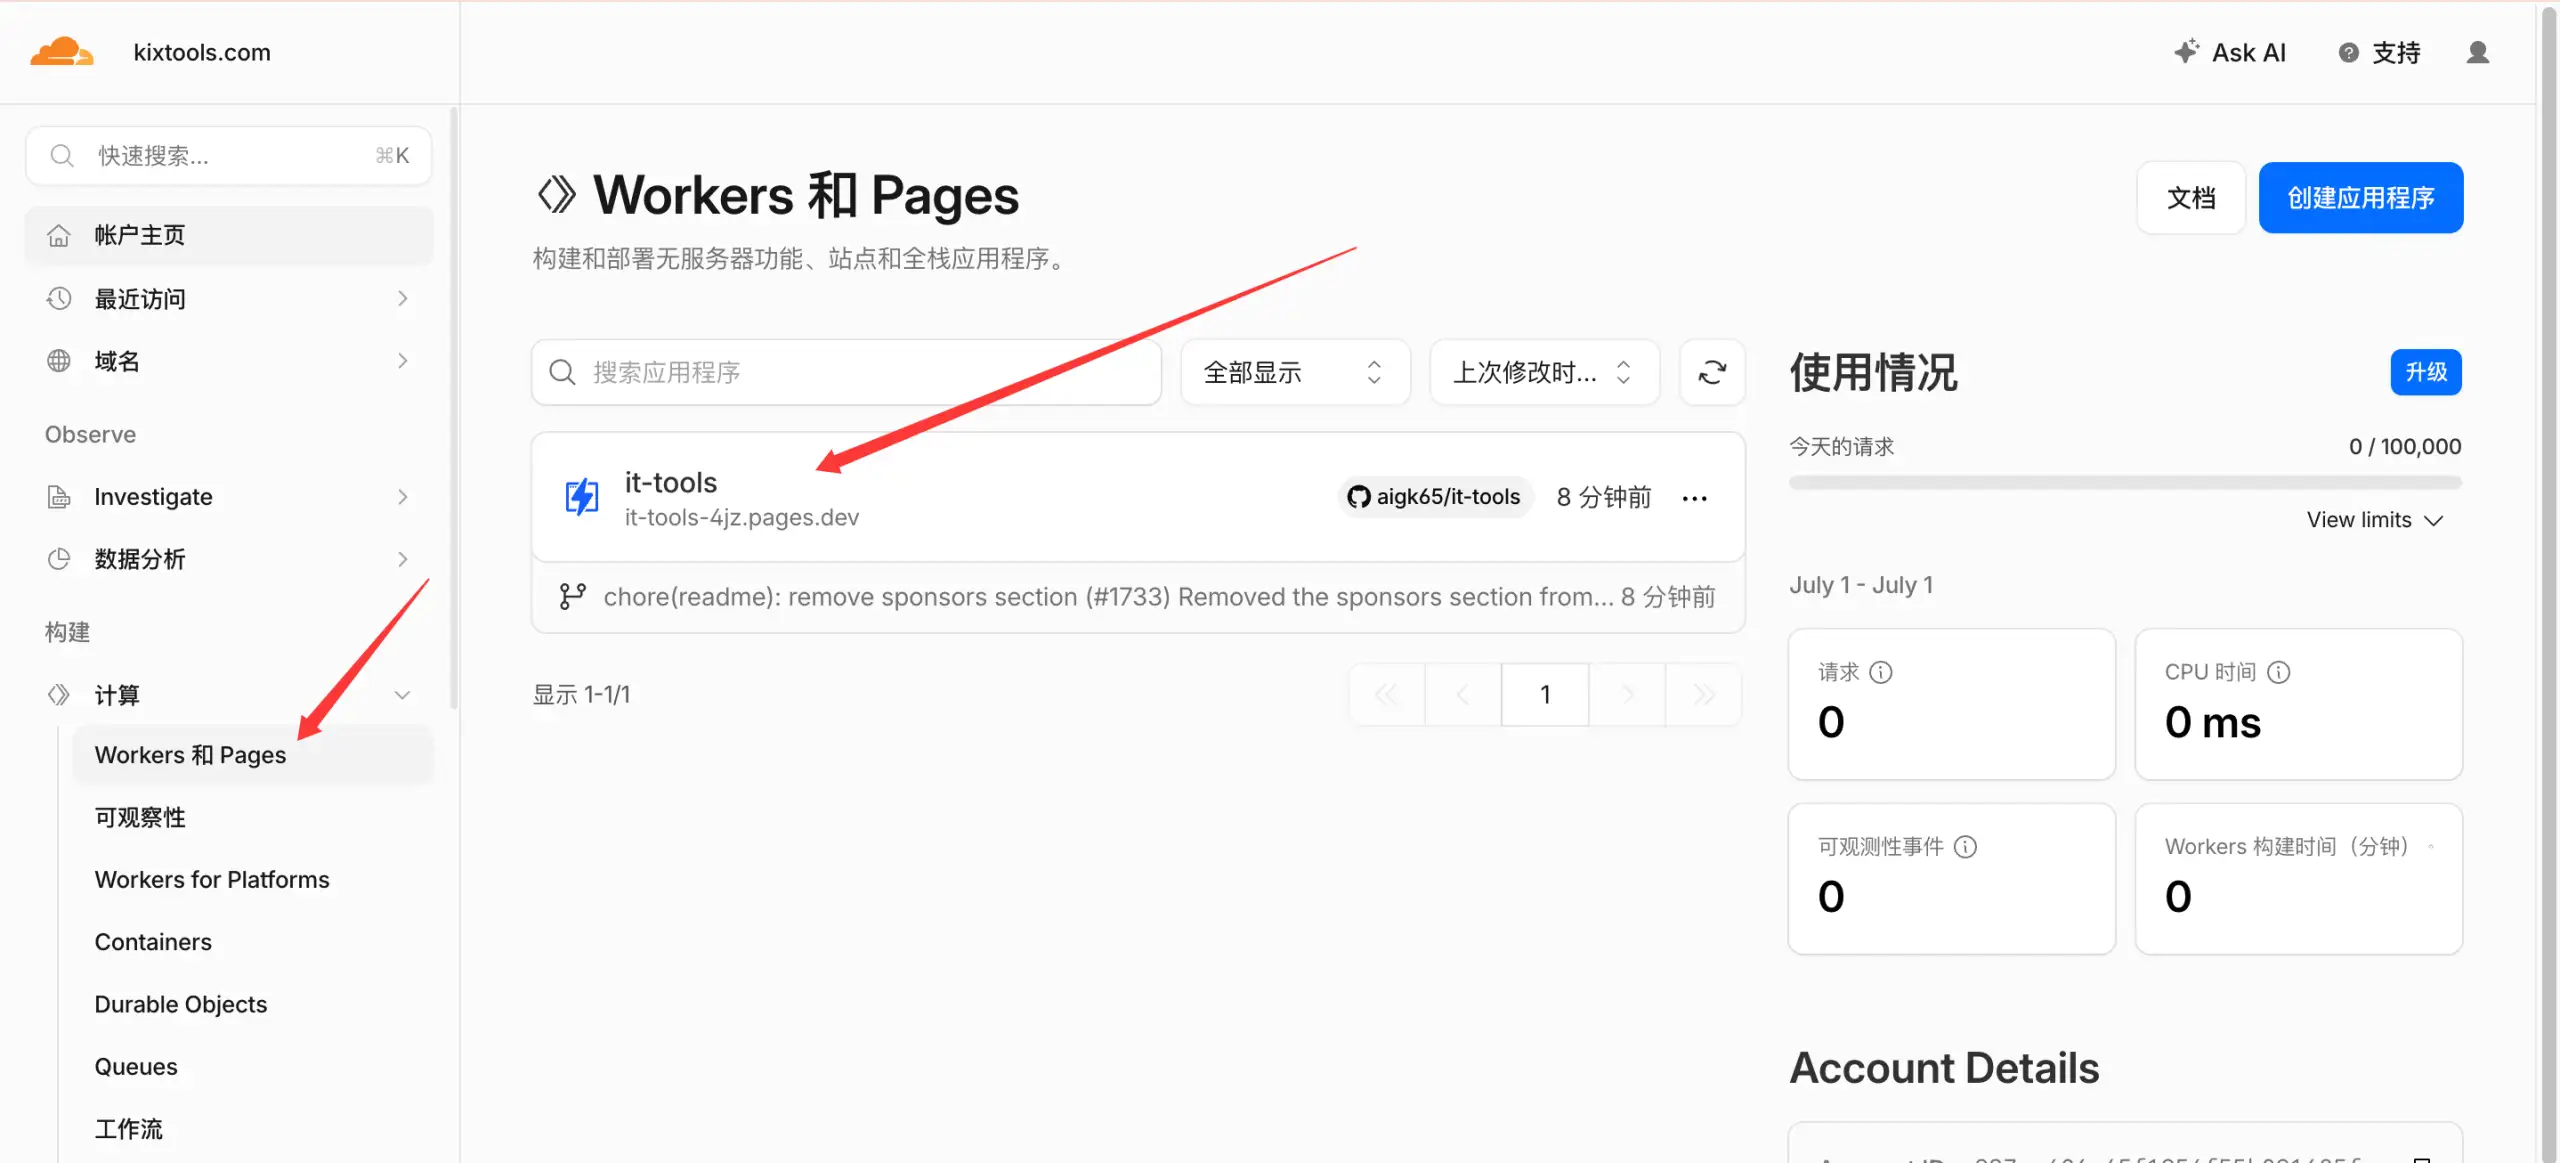 kixtools.com
Ask AI
支持
快速搜索...
⌘K
帐户主页
最近访问
域名
Observe
Investigate
数据分析
构建
计算
Workers 和 Pages
可观察性
Workers for Platforms
Containers
Durable Objects
Queues
工作流
Workers 和 Pages
构建和部署无服务器功能、站点和全栈应用程序。
文档
创建应用程序
搜索应用程序
全部显示
上次修改时...
it-tools
it-tools-4jz.pages.dev
aigk65/it-tools
8 分钟前
chore(readme): remove sponsors section (#1733) Removed the sponsors section from... 8 分钟前
显示 1-1/1
1
使用情况
升级
今天的请求
0 / 100,000
View limits
July 1 - July 1
请求
0
CPU 时间
0 ms
可观测性事件
0
Workers 构建时间（分钟）
0
Account Details